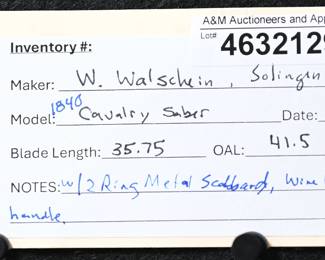 A&M Auctioneers and App
Lot# 4632129
Inventory #:
Maker: W. Walschein, Solingen
1840
Model: Cavalry Saber Date:
Blade Length: 35.75 OAL: 41.5
NOTES: w/2 Ring Metal Scabbard, Wire
handle.